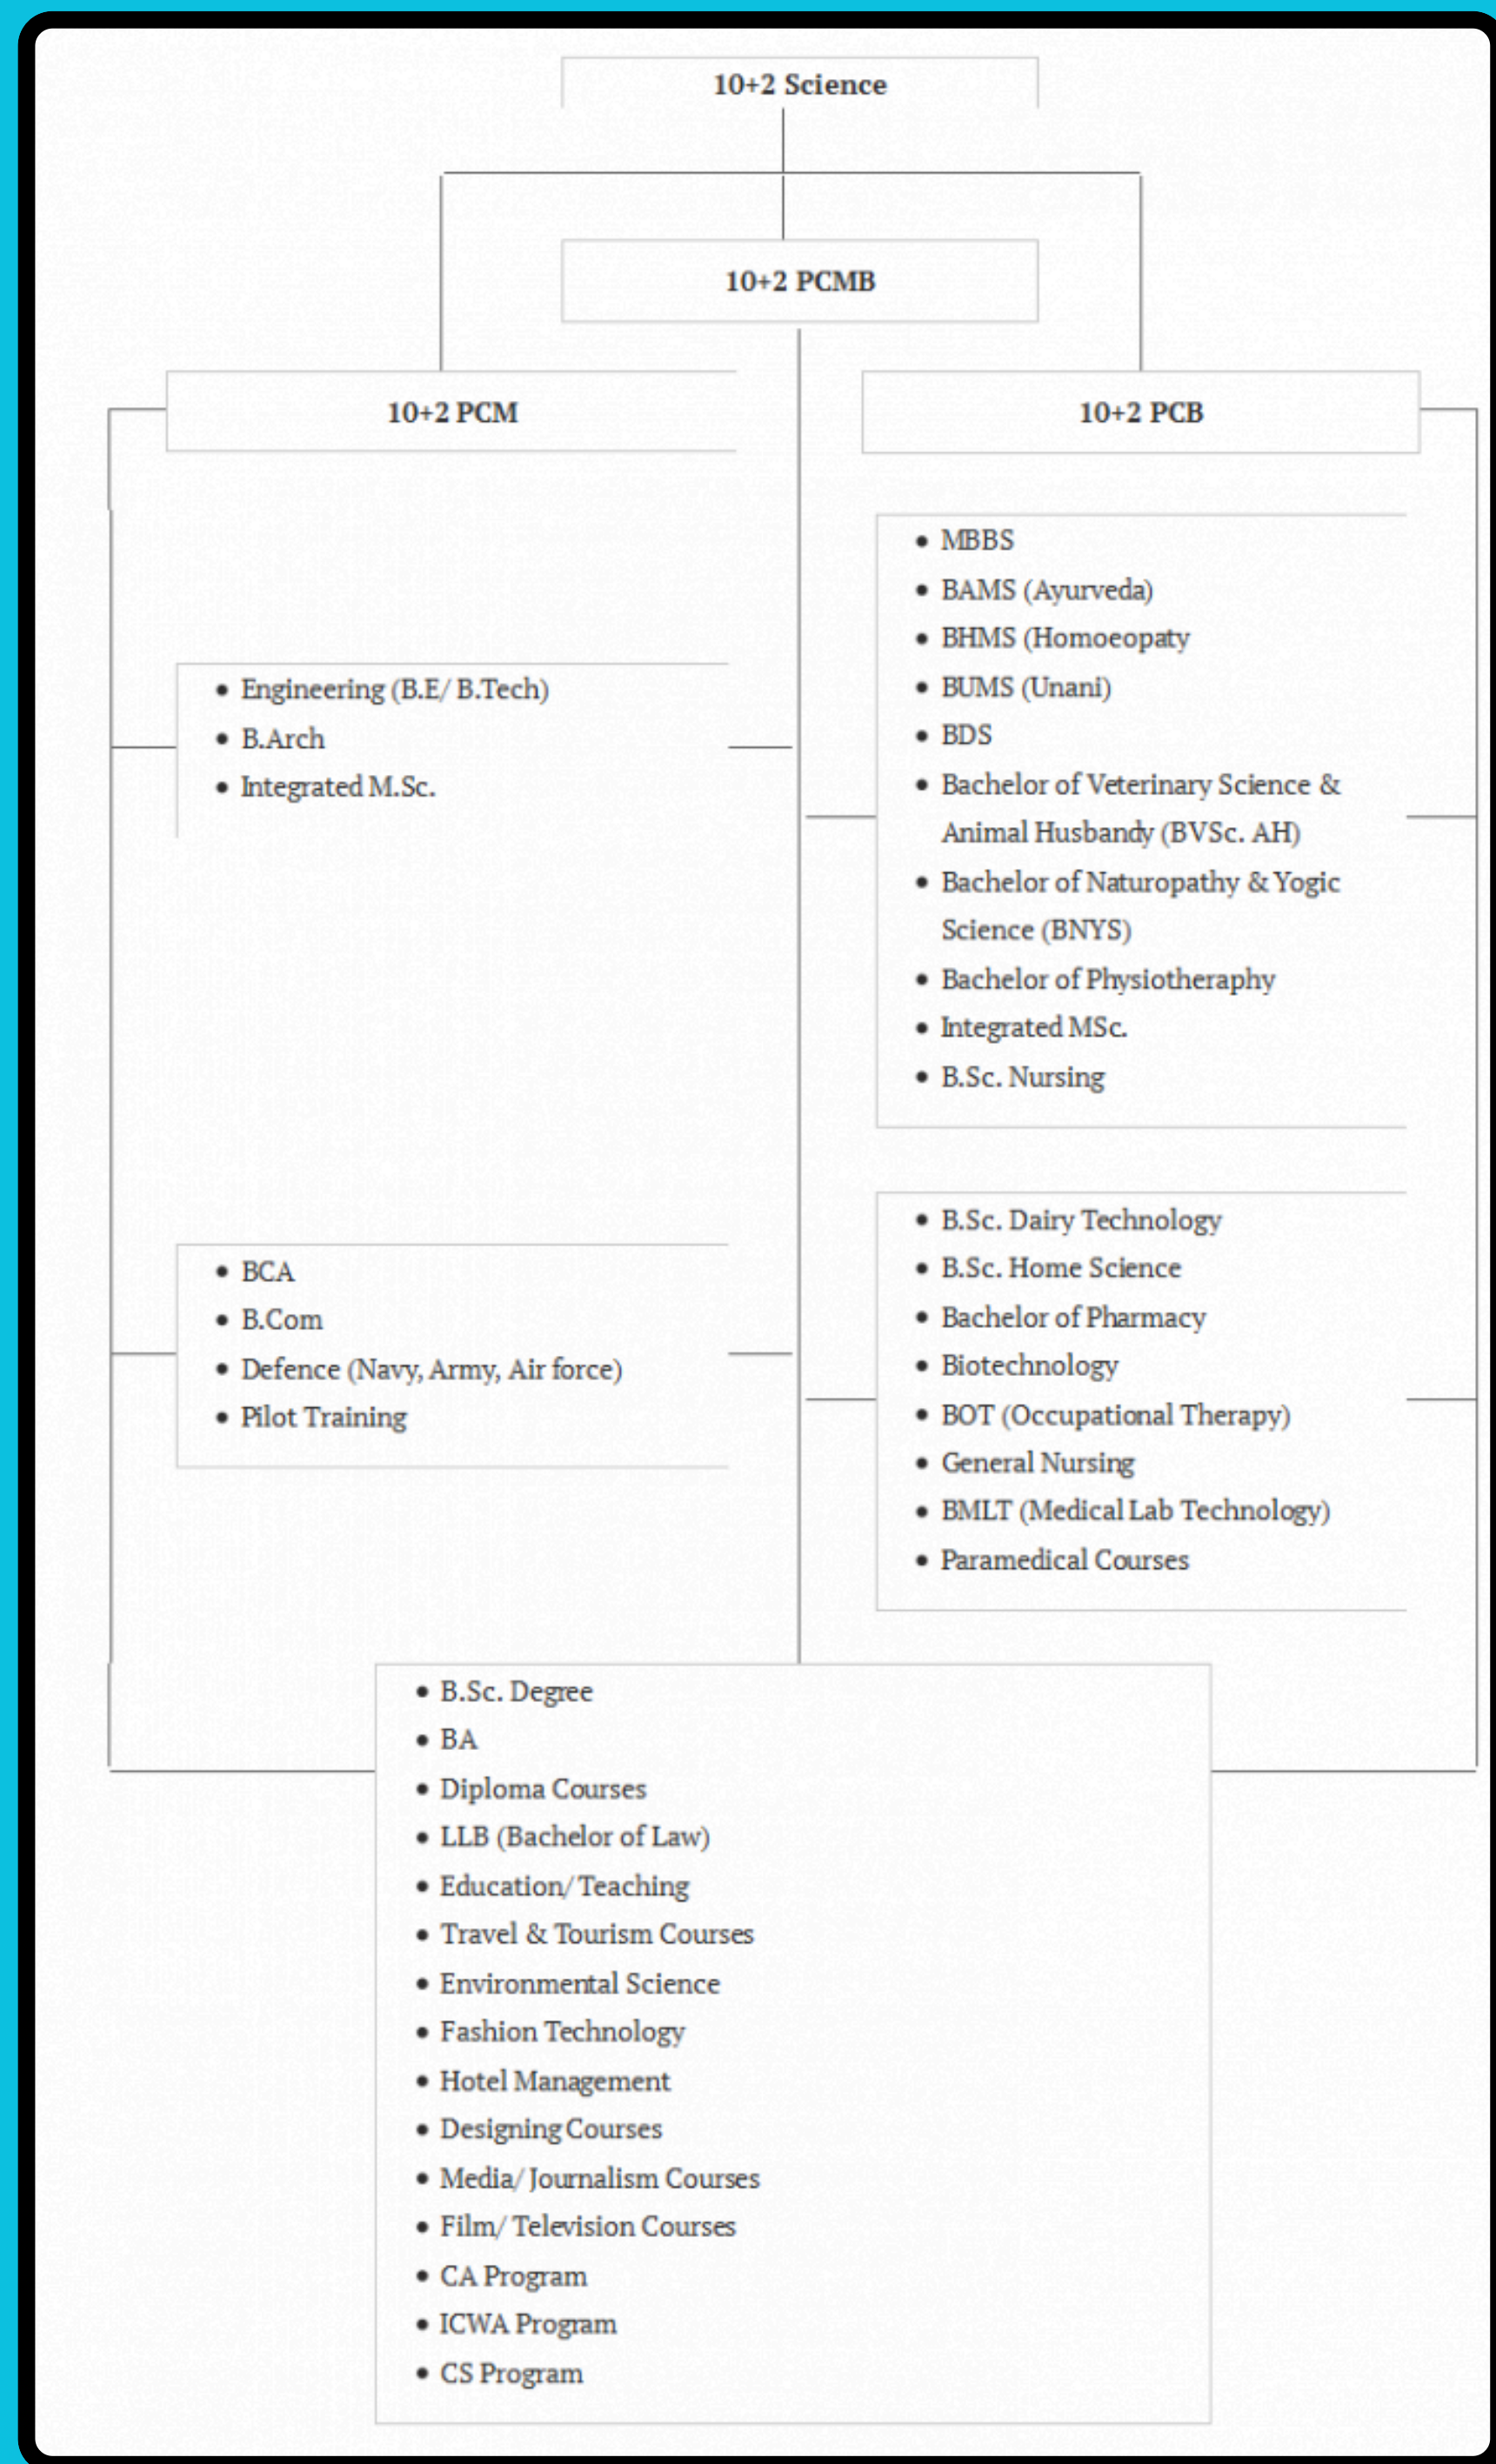 10+2 Science
10+2 PCMB
10+2 PCM
10+2 PCB
• Engineering (B.E/ B.Tech)
• B.Arch
• Integrated M.Sc.
• MBBS
• BAMS (Ayurveda)
• BHMS (Homoeopaty
• BUMS (Unani)
• BDS
• Bachelor of Veterinary Science &
Animal Husbandy (BVSc. AH)
• Bachelor of Naturopathy & Yogic
Science (BNYS)
• Bachelor of Physiotheraphy
• Integrated MSc.
• B.Sc. Nursing
• BCA
• B.Com
• Defence (Navy, Army, Air force)
• Pilot Training
• B.Sc. Dairy Technology
• B.Sc. Home Science
• Bachelor of Pharmacy
• Biotechnology
• BOT (Occupational Therapy)
• General Nursing
• BMLT (Medical Lab Technology)
• Paramedical Courses
• B.Sc. Degree
• BA
• Diploma Courses
• LLB (Bachelor of Law)
• Education/ Teaching
• Travel & Tourism Courses
• Environmental Science
• Fashion Technology
• Hotel Management
• Designing Courses
• Media/ Journalism Courses
• Film/ Television Courses
• CA Program
• ICWA Program
• CS Program